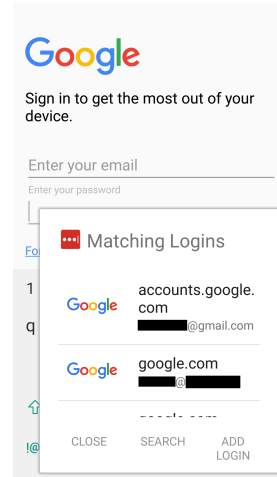 Google
Sign in to get the most out of your
device.
Enter your email
Enter your password
Matching Logins
1
q
!@
Google
accounts.google.
com
@gmail.com
Google
google.com
@
CLOSE
SEARCH
ADD
LOGIN